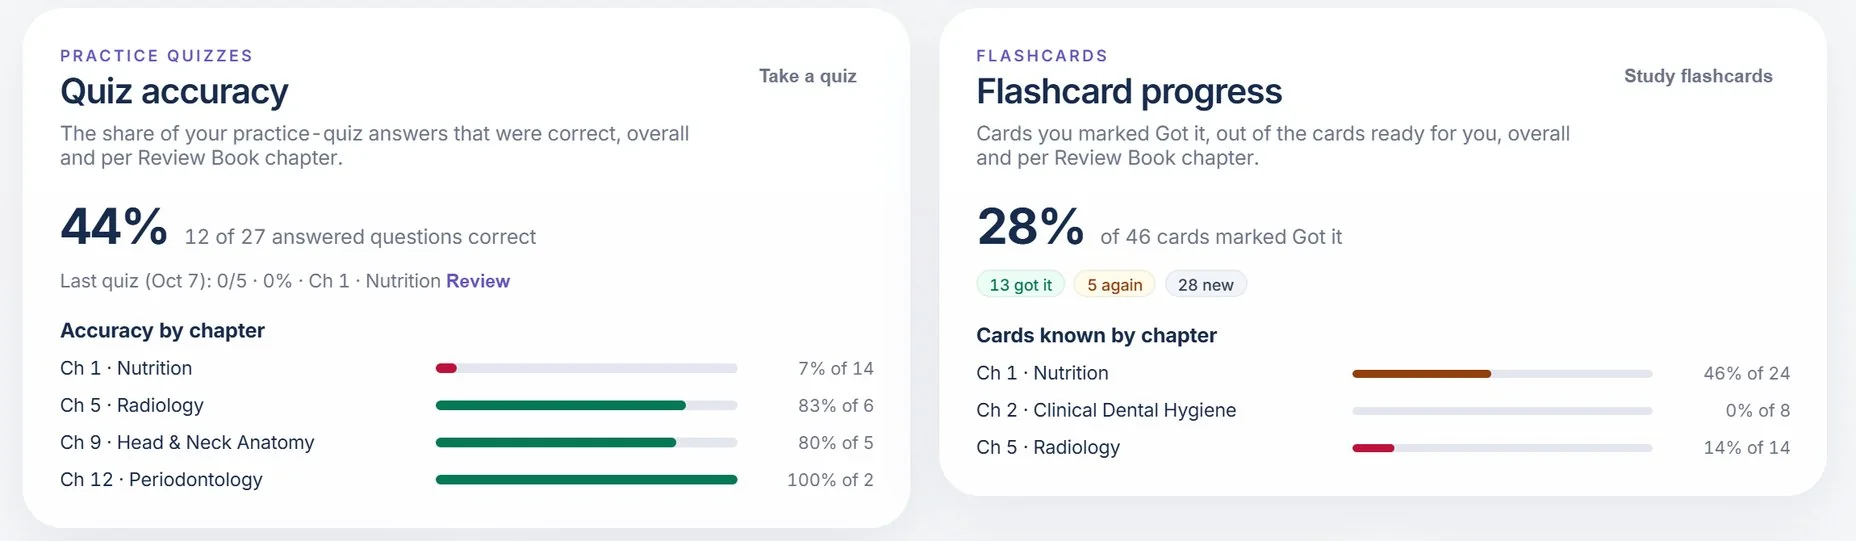 PRACTICE QUIZZES
Quiz accuracy
Take a quiz
The share of your practice-quiz answers that were correct, overall
and per Review Book chapter.
44% 12 of 27 answered questions correct
Last quiz (Oct 7): 0/5 · 0% · Ch 1 · Nutrition Review
Accuracy by chapter
Ch 1 · Nutrition 7% of 14
Ch 5 · Radiology 83% of 6
Ch 9 · Head & Neck Anatomy 80% of 5
Ch 12 · Periodontology 100% of 2
FLASHCARDS
Flashcard progress
Study flashcards
Cards you marked Got it, out of the cards ready for you, overall
and per Review Book chapter.
28% of 46 cards marked Got it
13 got it 5 again 28 new
Cards known by chapter
Ch 1 · Nutrition 46% of 24
Ch 2 · Clinical Dental Hygiene 0% of 8
Ch 5 · Radiology 14% of 14